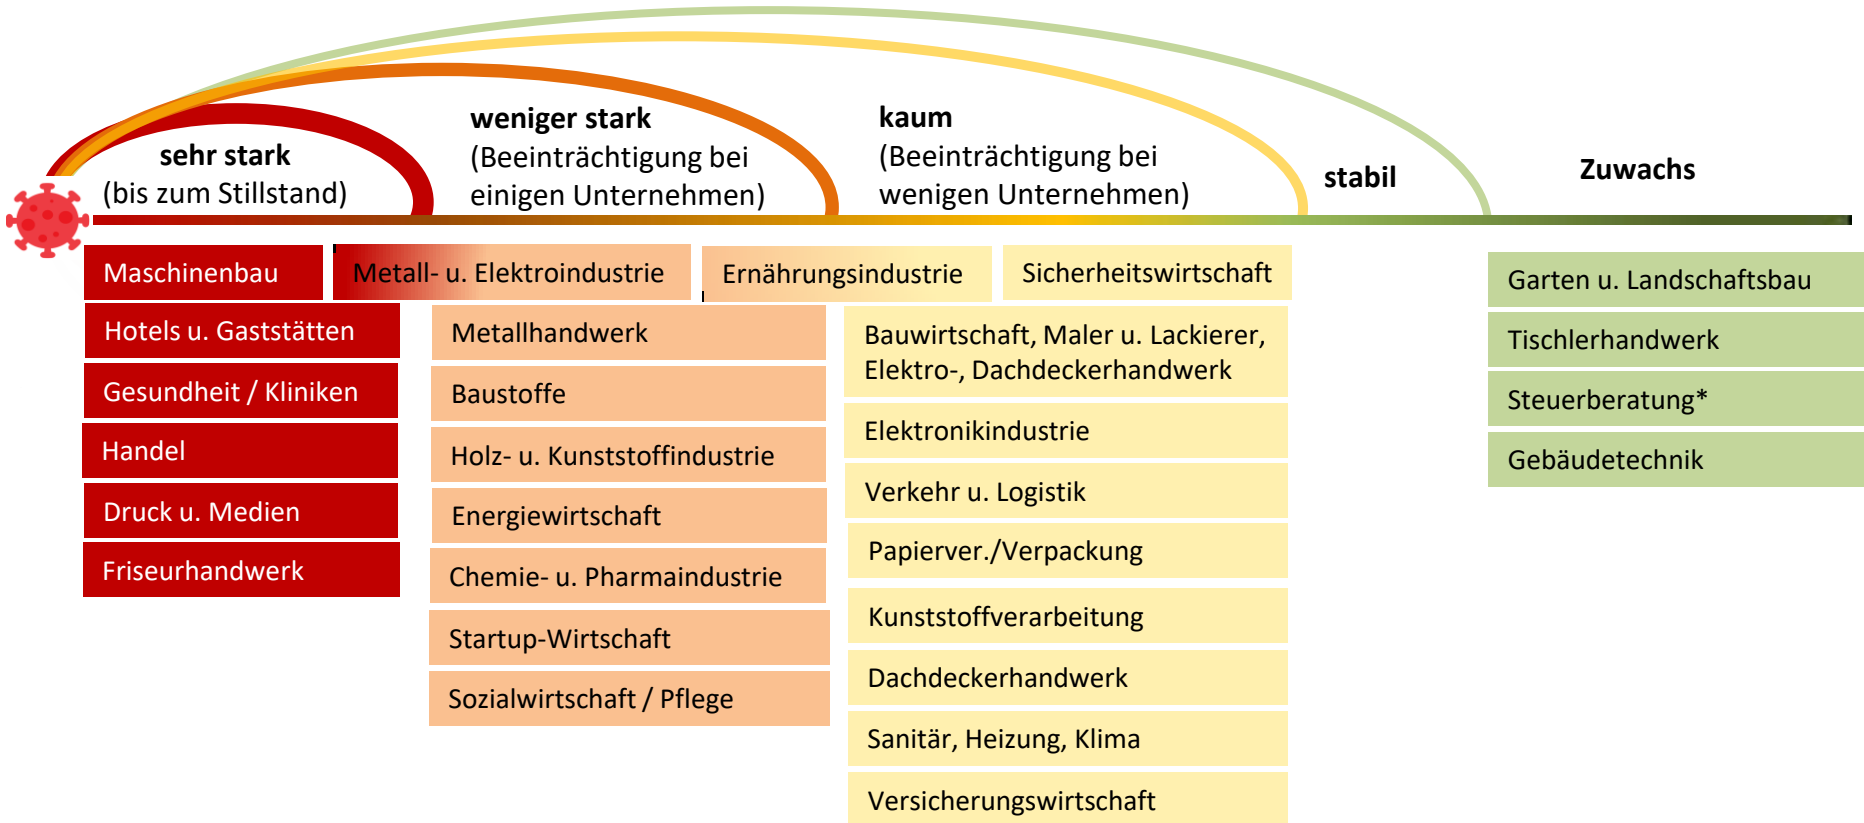 sehr stark
(bis zum Stillstand)
weniger stark
(Beeinträchtigung bei
einigen Unternehmen)
kaum
(Beeinträchtigung bei
wenigen Unternehmen)
stabil
Zuwachs
Maschinenbau
Hotels u. Gaststätten
Gesundheit / Kliniken
Handel
Druck u. Medien
Friseurhandwerk
Metall- u. Elektroindustrie
Metallhandwerk
Baustoffe
Holz- u. Kunststoffindustrie
Energiewirtschaft
Chemie- u. Pharmaindustrie
Startup-Wirtschaft
Sozialwirtschaft / Pflege
Ernährungsindustrie
Sicherheitswirtschaft
Bauwirtschaft, Maler u. Lackierer,
Elektro-, Dachdeckerhandwerk
Elektronikindustrie
Verkehr u. Logistik
Papierver./Verpackung
Kunststoffverarbeitung
Dachdeckerhandwerk
Sanitär, Heizung, Klima
Versicherungswirtschaft
Garten u. Landschaftsbau
Tischlerhandwerk
Steuerberatung*
Gebäudetechnik